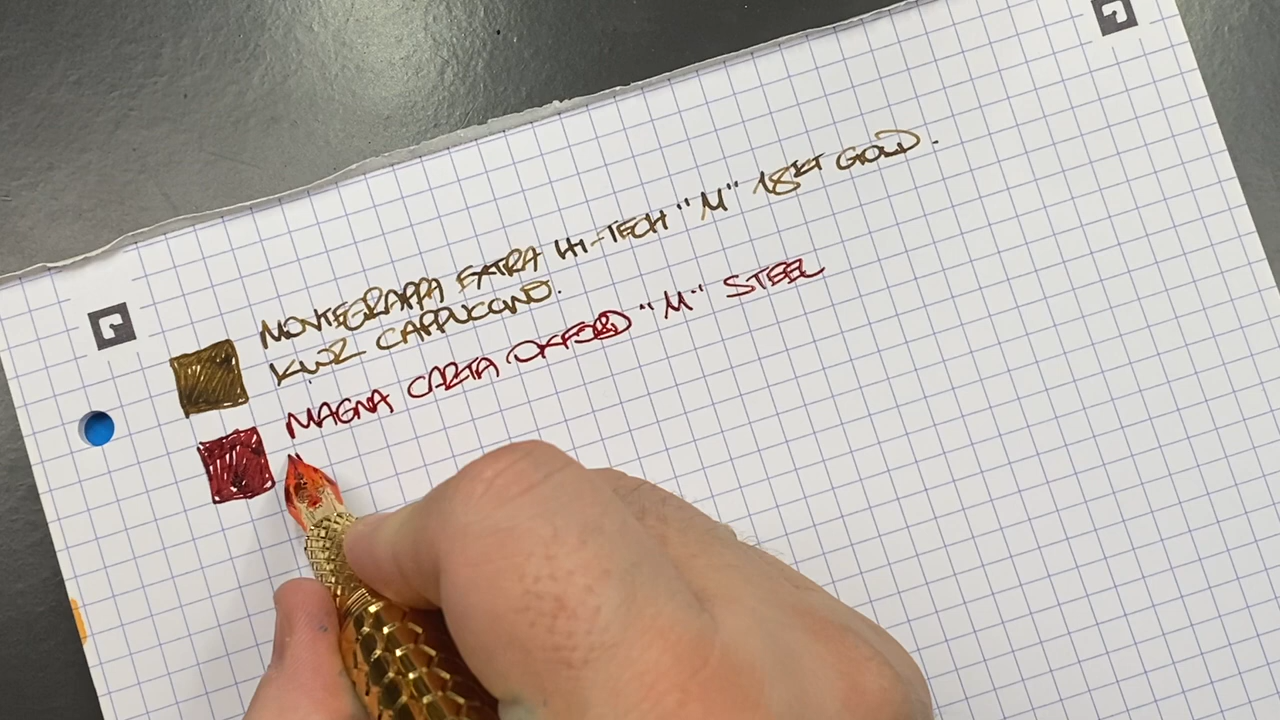 MONTEGRAPPA EXTRA HI-TECH "M" 18KT GOLD.
KWZ CAPPUCCINO.
MAGNA CARTA OXFORD "M" STEEL